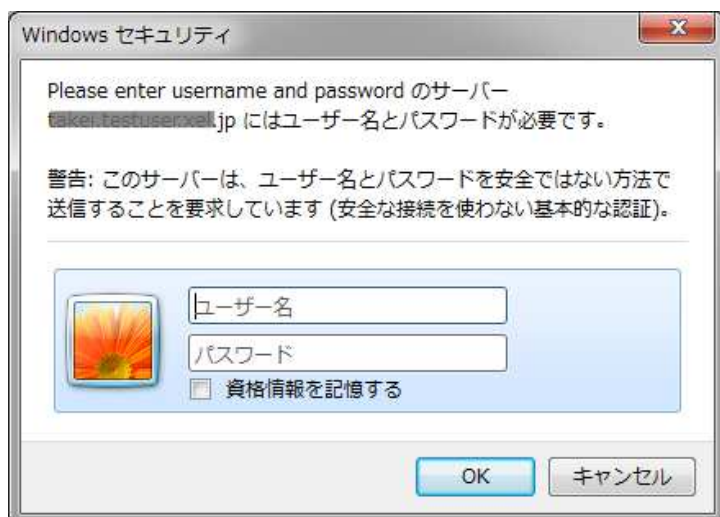 Windows セキュリティ
Please enter username and password のサーバー
.jp にはユーザー名とパスワードが必要です。
警告: このサーバーは、ユーザー名とパスワードを安全ではない方法で
送信することを要求しています (安全な接続を使わない基本的な認証)。
ユーザー名
パスワード
資格情報を記憶する
OK
キャンセル